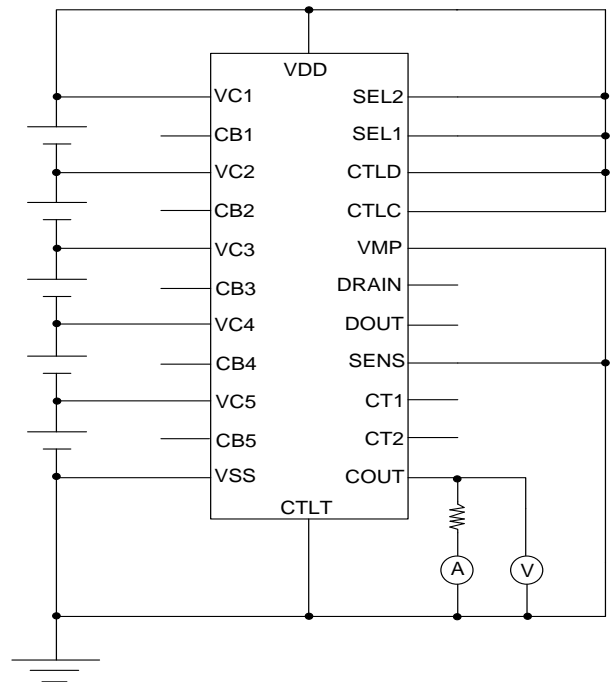 VDD
VC1
SEL2
CB1
SEL1
VC2
CTLD
CB2
CTLC
VC3
VMP
CB3
DRAIN
VC4
DOUT
CB4
SENS
VC5
CT1
CB5
CT2
VSS
COUT
CTLT
A
V